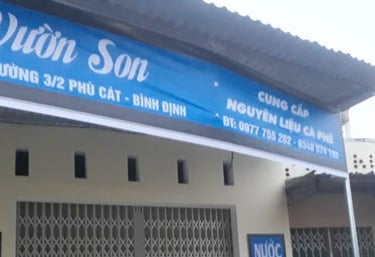 Vườn Son
ƯỜNG 3/2 PHÙ CÁT - BÌNH ĐỊNH
CUNG CẤP
NGUYÊN LIỆU CÀ PHÊ
ĐT: 0977 755 282 - 0348 979 792
NƯỚC